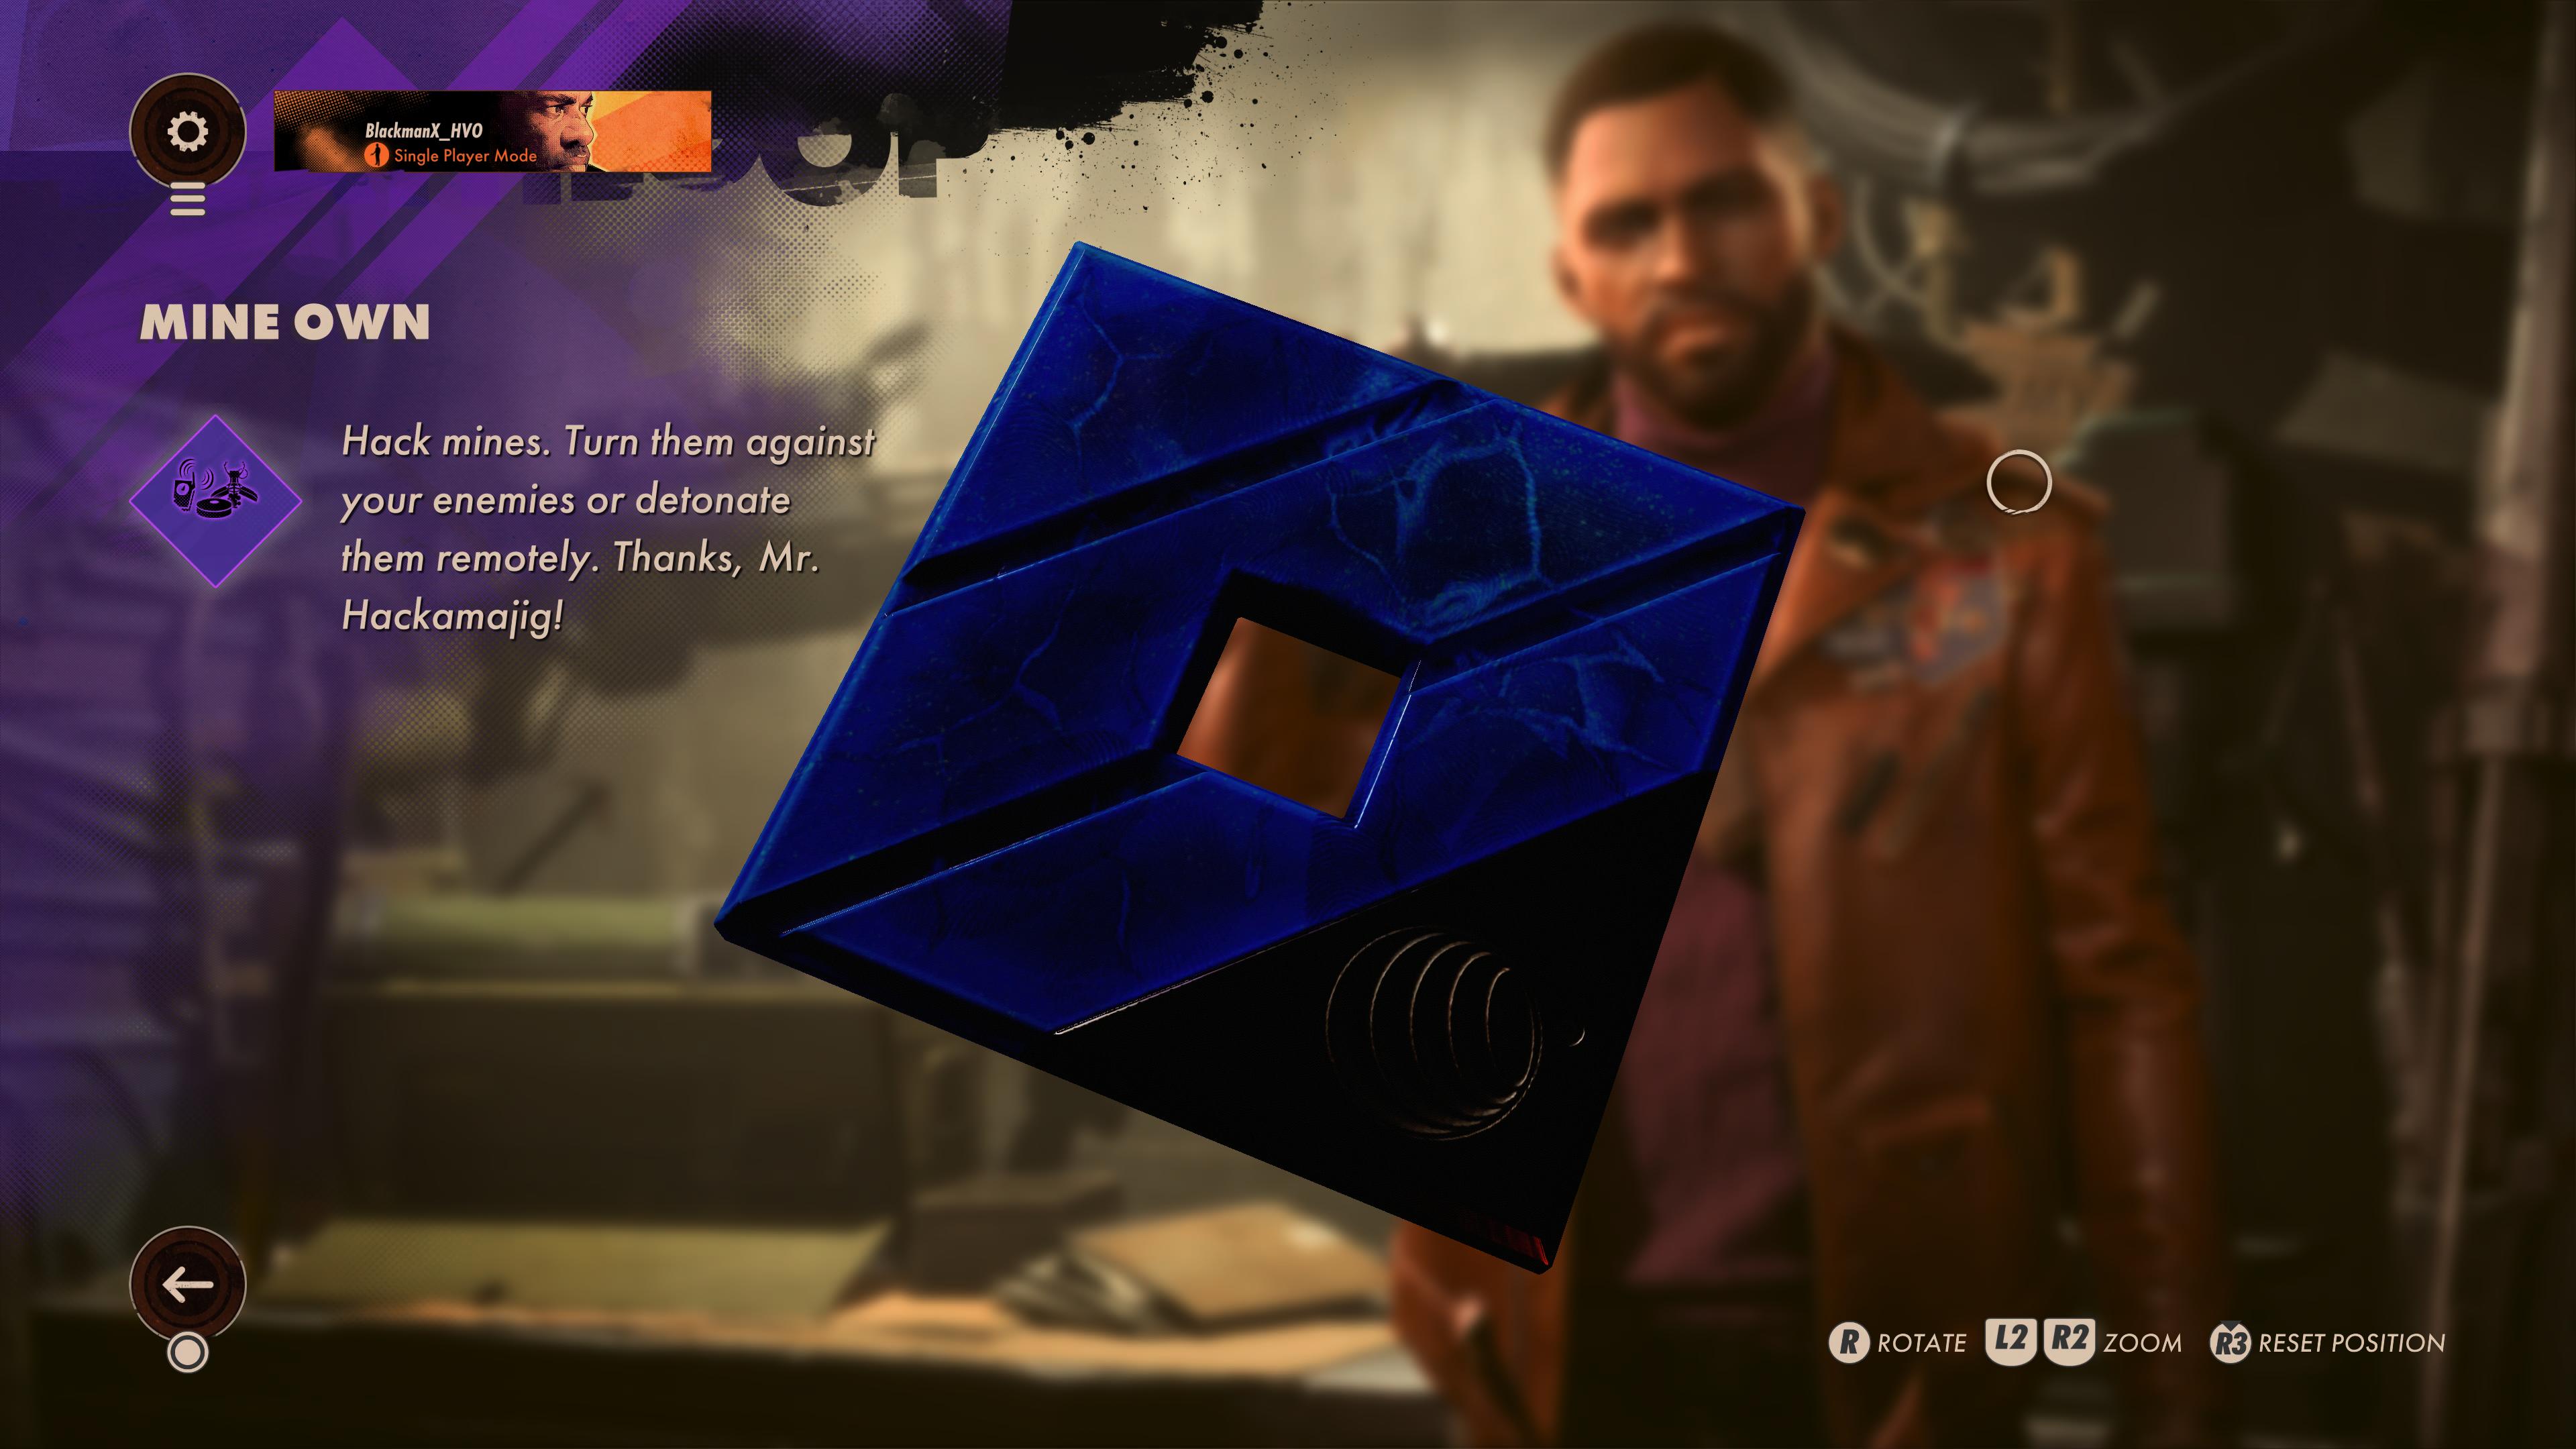 BlackmanX_HVO
Single Player Mode
MINE OWN
Hack mines. Turn them against
your enemies or detonate
them remotely. Thanks, Mr.
Hackamajig!
R ROTATE L2 R2 ZOOM R3 RESET POSITION